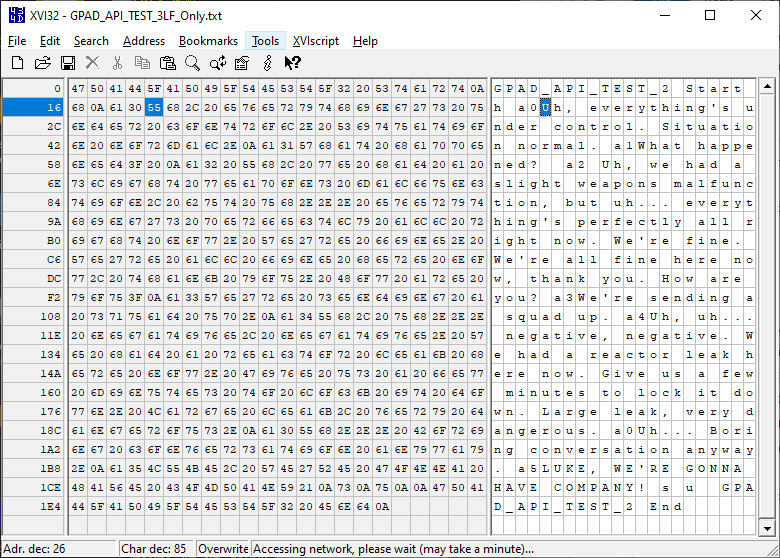 XVI32 - GPAD_API_TEST_3LF_Only.txt
File Edit Search Address Bookmarks Tools XVIscript Help
0 47 50 41 44 5F 41 50 49 5F 54 45 53 54 5F 32 20 53 74 61 72 74 0A GPAD_API_TEST_2 Start
16 68 0A 61 30 55 68 2C 20 65 76 65 72 79 74 68 69 6E 67 27 73 20 75 h a0Uh, everything's u
2C 6E 64 65 72 20 63 6F 6E 74 72 6F 6C 2E 20 53 69 74 75 61 74 69 6F nder control. Situatio
42 6E 20 6E 6F 72 6D 61 6C 2E 0A 61 31 57 68 61 74 20 68 61 70 70 65 n normal. a1What happe
58 6E 65 64 3F 20 0A 61 32 20 55 68 2C 20 77 65 20 68 61 64 20 61 20 ned? a2 Uh, we had a
6E 73 6C 69 67 68 74 20 77 65 61 70 6F 6E 73 20 6D 61 6C 66 75 6E 63 slight weapons malfunc
84 74 69 6F 6E 2C 20 62 75 74 20 75 68 2E 2E 2E 20 65 76 65 72 79 74 tion, but uh... everyt
9A 68 69 6E 67 27 73 20 70 65 72 66 65 63 74 6C 79 20 61 6C 6C 20 72 hing's perfectly all r
B0 69 67 68 74 20 6E 6F 77 2E 20 57 65 27 72 65 20 66 69 6E 65 2E 20 ight now. We're fine.
C6 57 65 27 72 65 20 61 6C 6C 20 66 69 6E 65 20 68 65 72 65 20 6E 6F We're all fine here no
DC 77 2C 20 74 68 61 6E 6B 20 79 6F 75 2E 20 48 6F 77 20 61 72 65 20 w, thank you. How are
F2 79 6F 75 3F 0A 61 33 57 65 27 72 65 20 73 65 6E 64 69 6E 67 20 61 you? a3We're sending a
108 20 73 71 75 61 64 20 75 70 2E 0A 61 34 55 68 2C 20 75 68 2E 2E 2E squad up. a4Uh, uh...
11E 20 6E 65 67 61 74 69 76 65 2C 20 6E 65 67 61 74 69 76 65 2E 20 57 negative, negative. W
134 65 20 68 61 64 20 61 20 72 65 61 63 74 6F 72 20 6C 65 61 6B 20 68 e had a reactor leak h
14A 65 72 65 20 6E 6F 77 2E 20 47 69 76 65 20 75 73 20 61 20 66 65 77 ere now. Give us a few
160 20 6D 69 6E 75 74 65 73 20 74 6F 20 6C 6F 63 6B 20 69 74 20 64 6F minutes to lock it do
176 77 6E 2E 20 4C 61 72 67 65 20 6C 65 61 6B 2C 20 76 65 72 79 20 64 wn. Large leak, very d
18C 61 6E 67 65 72 6F 75 73 2E 0A 61 30 55 68 2E 2E 2E 20 42 6F 72 69 angerous. a0Uh... Bori
1A2 6E 67 20 63 6F 6E 76 65 72 73 61 74 69 6F 6E 20 61 6E 79 77 61 79 ng conversation anyway
1B8 2E 0A 61 35 4C 55 4B 45 2C 20 57 45 27 52 45 20 47 4F 4E 4E 41 20 . a5LUKE, WE'RE GONNA
1CE 48 41 56 45 20 43 4F 4D 50 41 4E 59 21 0A 73 0A 75 0A 0A 47 50 41 HAVE COMPANY! s u GPA
1E4 44 5F 41 50 49 5F 54 45 53 54 5F 32 20 45 6E 64 0A D_API_TEST_2 End
Adr. dec: 26 Char dec: 85 Overwrite Accessing network, please wait (may take a minute)...